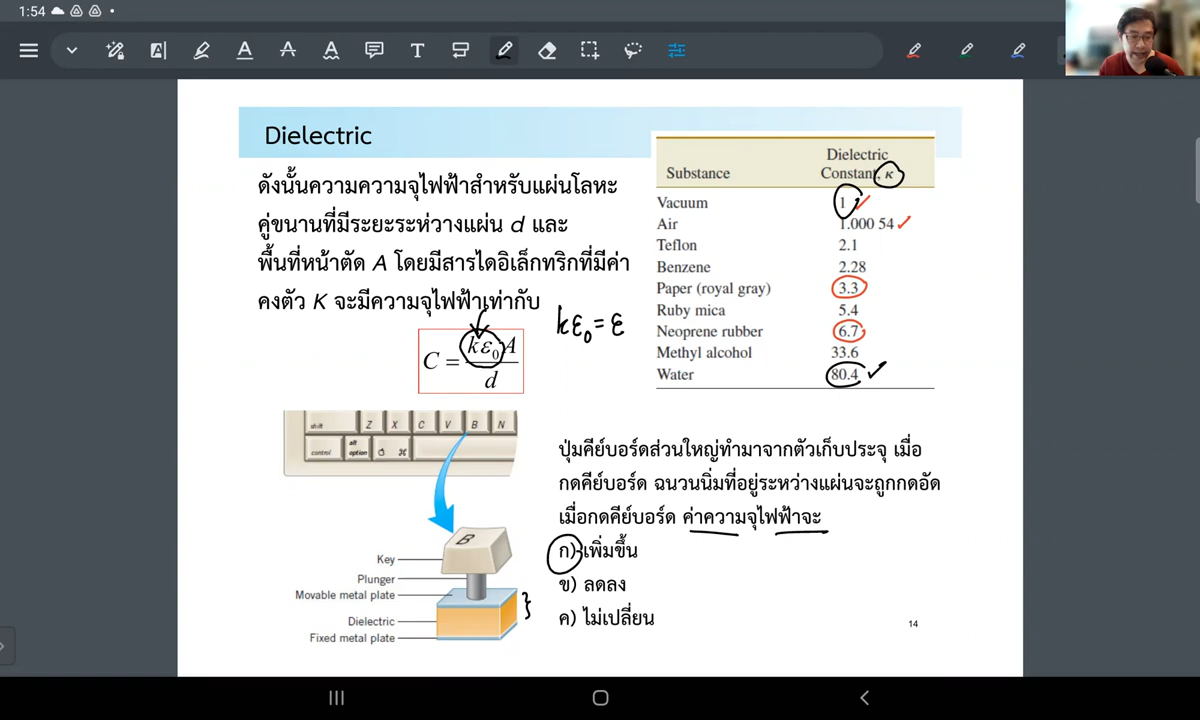 1:54
Dielectric
ดังนั้นความความจุไฟฟ้าสำหรับแผ่นโลหะ
คู่ขนานที่มีระยะระหว่างแผ่น d และ
พื้นที่หน้าตัด A โดยมีสารไดอิเล็กทริกที่มีค่า
คงตัว K จะมีความจุไฟฟ้าเท่ากับ
C = kε₀A / d
kε₀ = ε
Substance Dielectric Constant, κ
Vacuum 1
Air 1.000 54
Teflon 2.1
Benzene 2.28
Paper (royal gray) 3.3
Ruby mica 5.4
Neoprene rubber 6.7
Methyl alcohol 33.6
Water 80.4
shift Z X C V B N
control alt option ⌘
B
Key
Plunger
Movable metal plate
Dielectric
Fixed metal plate
ปุ่มคีย์บอร์ดส่วนใหญ่ทำมาจากตัวเก็บประจุ เมื่อ
กดคีย์บอร์ด ฉนวนนิ่มที่อยู่ระหว่างแผ่นจะถูกกดอัด
เมื่อกดคีย์บอร์ด ค่าความจุไฟฟ้าจะ
ก) เพิ่มขึ้น
ข) ลดลง
ค) ไม่เปลี่ยน
14